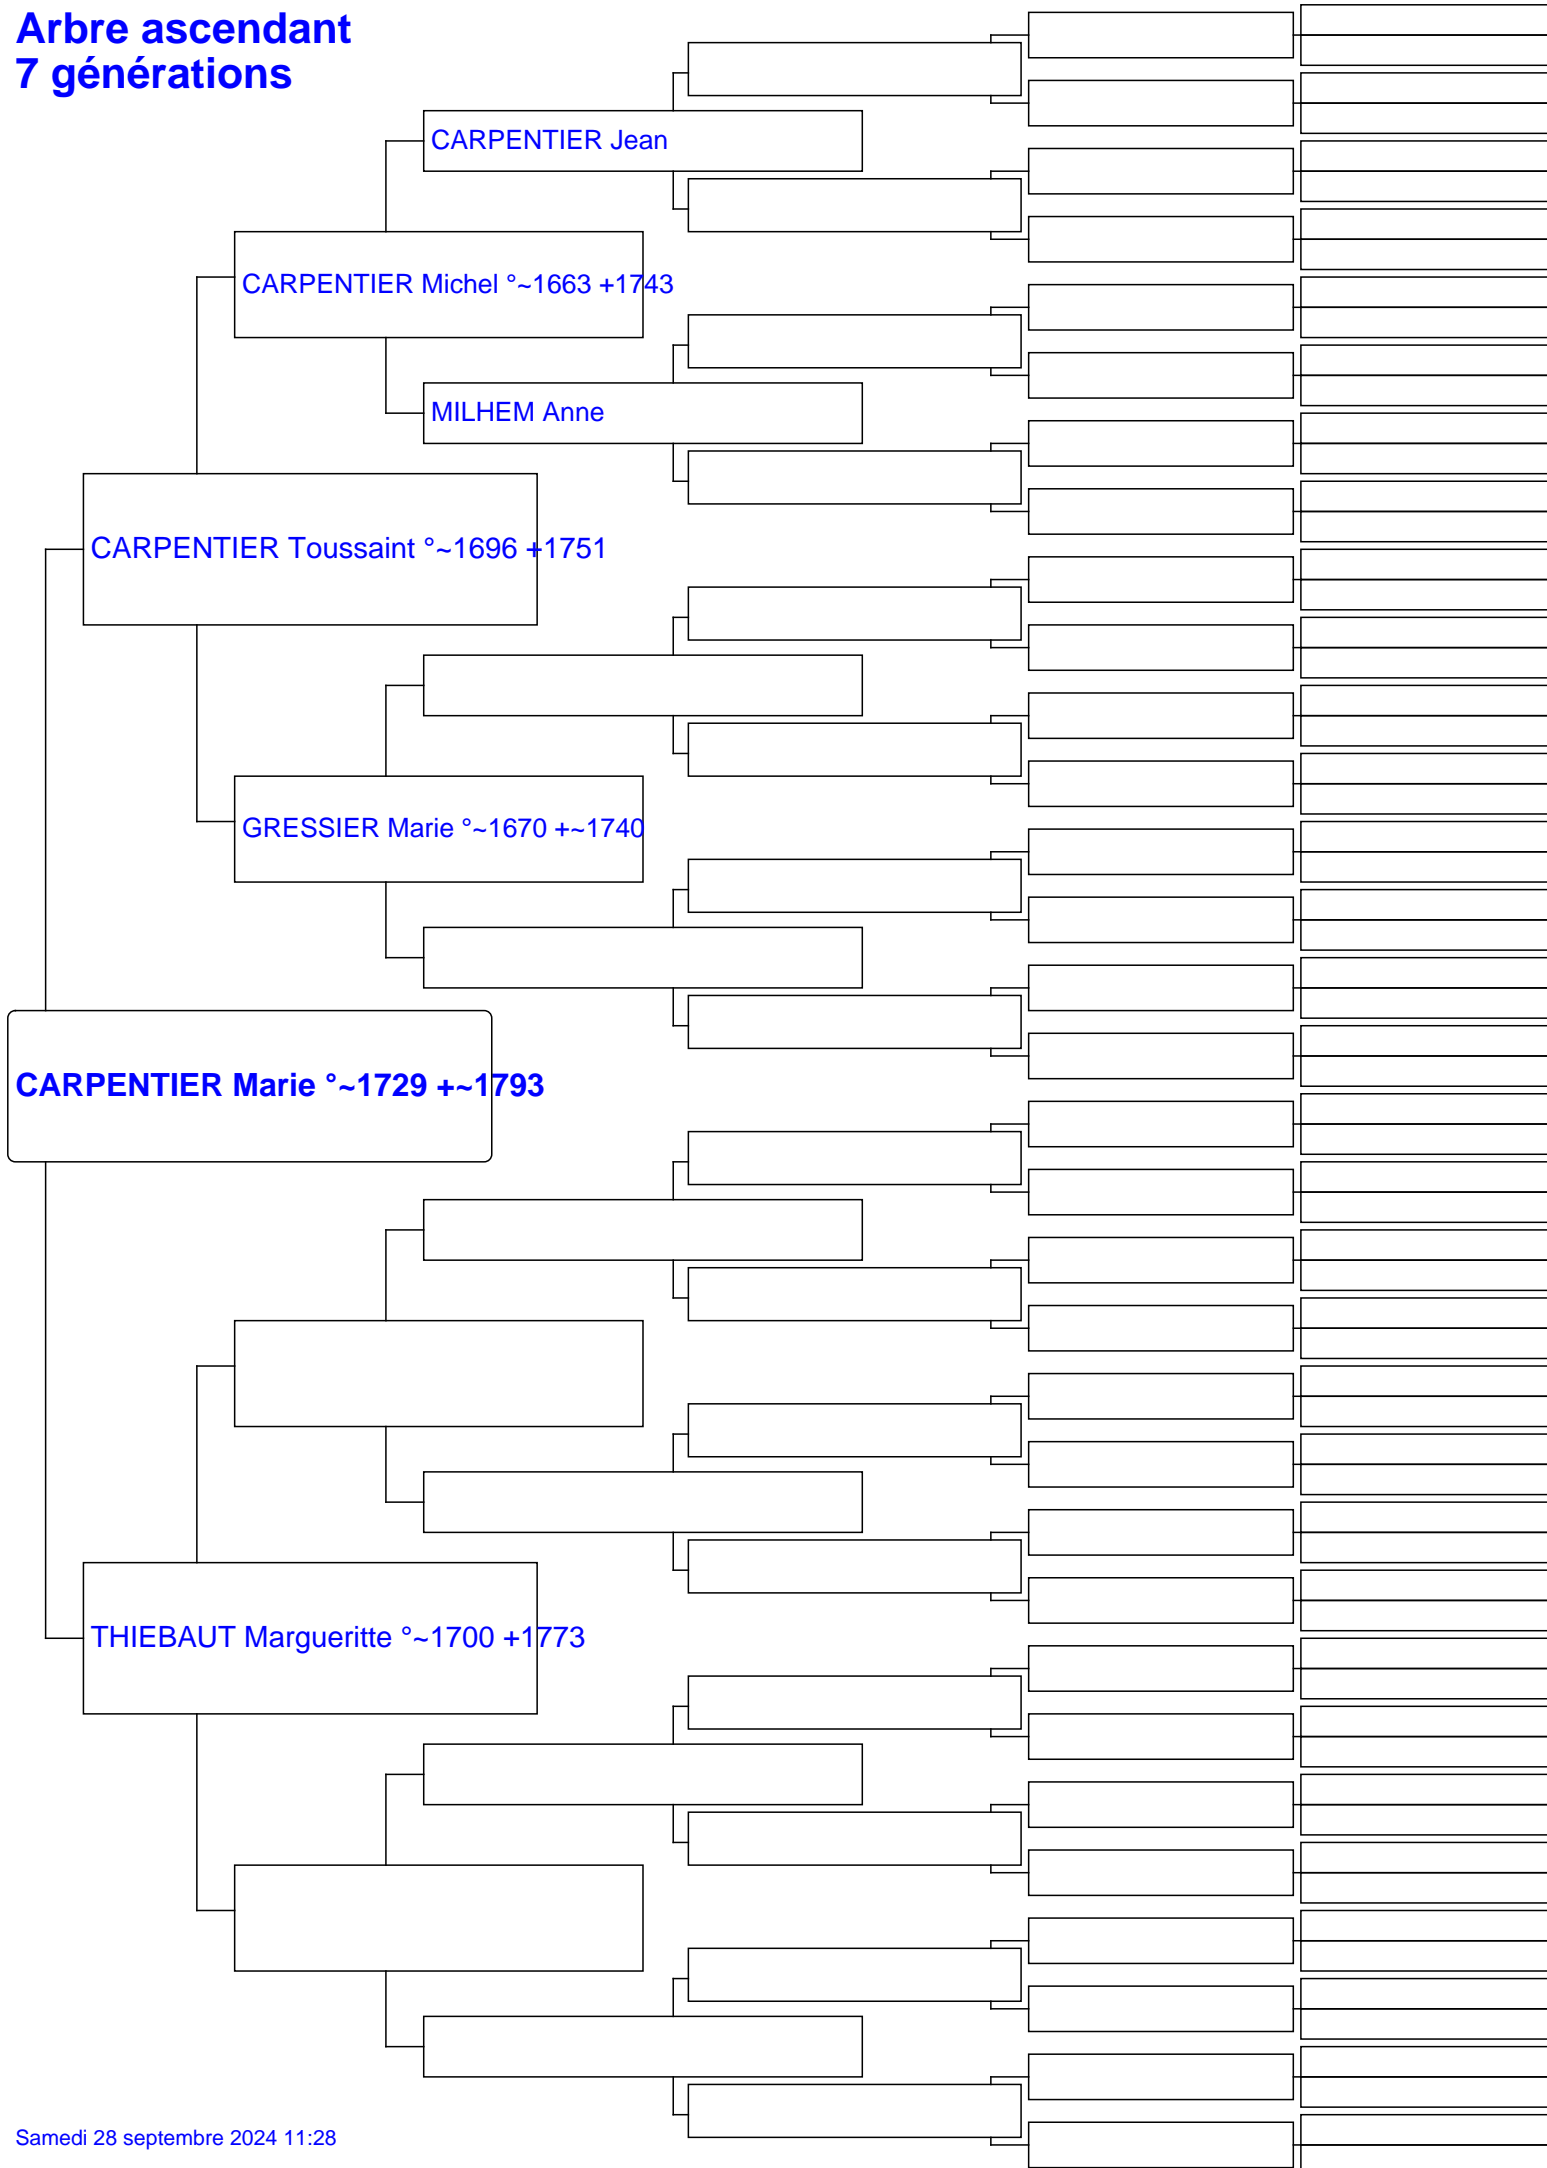 Arbre ascendant
7 générations
CARPENTIER Jean
CARPENTIER Michel °~1663 +1743
MILHEM Anne
CARPENTIER Toussaint °~1696 +1751
GRESSIER Marie °~1670 +~1740
CARPENTIER Marie °~1729 +~1793
THIEBAUT Margueritte °~1700 +1773
Samedi 28 septembre 2024 11:28